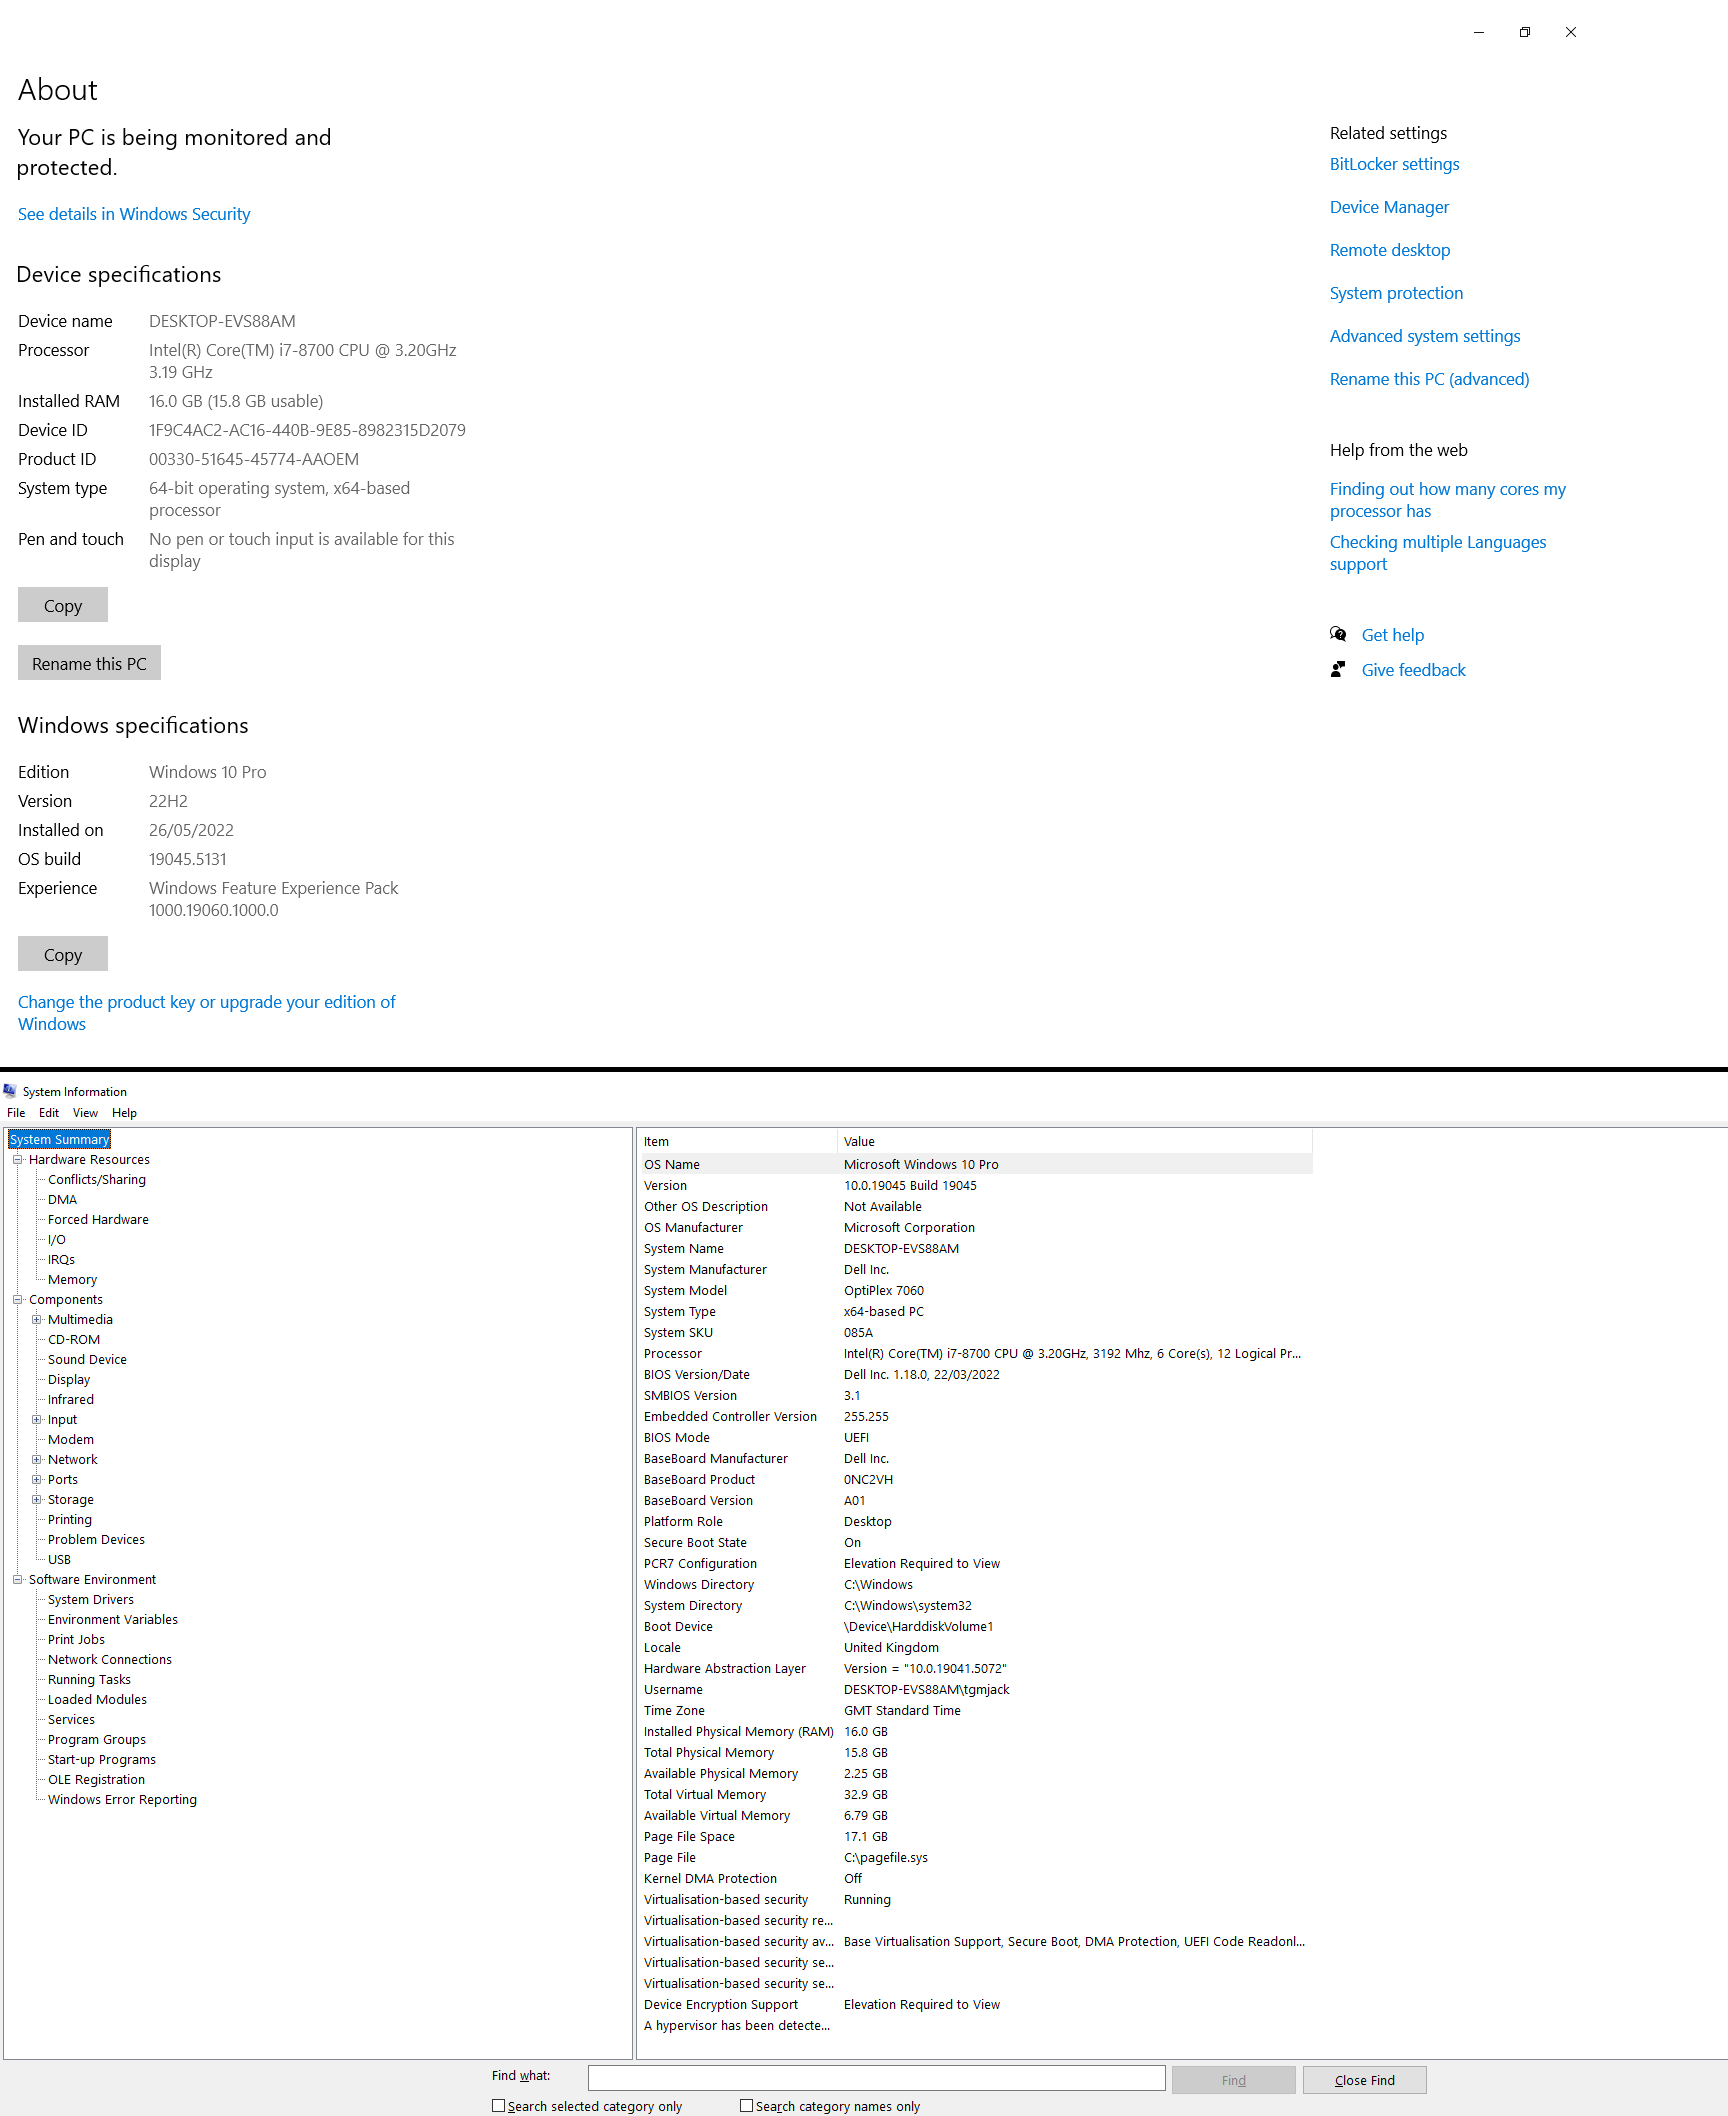 About
Your PC is being monitored and
protected.
See details in Windows Security
Device specifications
Device name DESKTOP-EVS88AM
Processor Intel(R) Core(TM) i7-8700 CPU @ 3.20GHz
3.19 GHz
Installed RAM 16.0 GB (15.8 GB usable)
Device ID 1F9C4AC2-AC16-440B-9E85-8982315D2079
Product ID 00330-51645-45774-AAOEM
System type 64-bit operating system, x64-based
processor
Pen and touch No pen or touch input is available for this
display
Copy
Rename this PC
Windows specifications
Edition Windows 10 Pro
Version 22H2
Installed on 26/05/2022
OS build 19045.5131
Experience Windows Feature Experience Pack
1000.19060.1000.0
Copy
Change the product key or upgrade your edition of
Windows
Related settings
BitLocker settings
Device Manager
Remote desktop
System protection
Advanced system settings
Rename this PC (advanced)
Help from the web
Finding out how many cores my
processor has
Checking multiple Languages
support
Get help
Give feedback
System Information
File Edit View Help
System Summary
Hardware Resources
Conflicts/Sharing
DMA
Forced Hardware
I/O
IRQs
Memory
Components
Multimedia
CD-ROM
Sound Device
Display
Infrared
Input
Modem
Network
Ports
Storage
Printing
Problem Devices
USB
Software Environment
System Drivers
Environment Variables
Print Jobs
Network Connections
Running Tasks
Loaded Modules
Services
Program Groups
Start-up Programs
OLE Registration
Windows Error Reporting
Item Value
OS Name Microsoft Windows 10 Pro
Version 10.0.19045 Build 19045
Other OS Description Not Available
OS Manufacturer Microsoft Corporation
System Name DESKTOP-EVS88AM
System Manufacturer Dell Inc.
System Model OptiPlex 7060
System Type x64-based PC
System SKU 085A
Processor Intel(R) Core(TM) i7-8700 CPU @ 3.20GHz, 3192 Mhz, 6 Core(s), 12 Logical Pr...
BIOS Version/Date Dell Inc. 1.18.0, 22/03/2022
SMBIOS Version 3.1
Embedded Controller Version 255.255
BIOS Mode UEFI
BaseBoard Manufacturer Dell Inc.
BaseBoard Product 0NC2VH
BaseBoard Version A01
Platform Role Desktop
Secure Boot State On
PCR7 Configuration Elevation Required to View
Windows Directory C:\Windows
System Directory C:\Windows\system32
Boot Device \Device\HarddiskVolume1
Locale United Kingdom
Hardware Abstraction Layer Version = "10.0.19041.5072"
Username DESKTOP-EVS88AM\tgmjack
Time Zone GMT Standard Time
Installed Physical Memory (RAM) 16.0 GB
Total Physical Memory 15.8 GB
Available Physical Memory 2.25 GB
Total Virtual Memory 32.9 GB
Available Virtual Memory 6.79 GB
Page File Space 17.1 GB
Page File C:\pagefile.sys
Kernel DMA Protection Off
Virtualisation-based security Running
Virtualisation-based security re...
Virtualisation-based security av... Base Virtualisation Support, Secure Boot, DMA Protection, UEFI Code Readonl...
Virtualisation-based security se...
Virtualisation-based security se...
Device Encryption Support Elevation Required to View
A hypervisor has been detecte...
Find what: Find Close Find
Search selected category only Search category names only